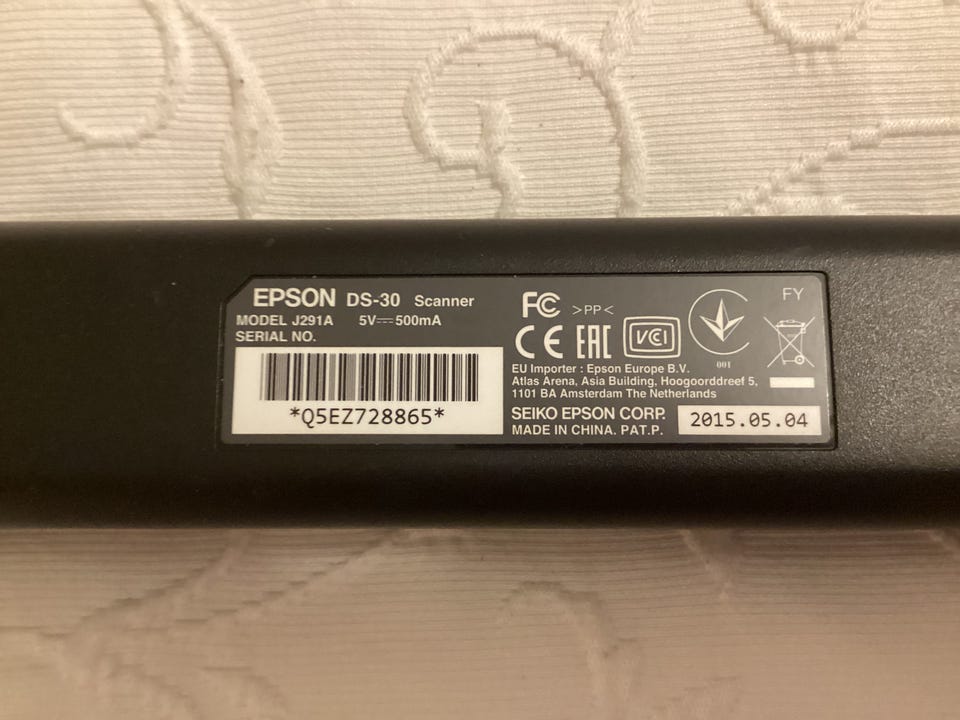 EPSON DS-30 Scanner
MODEL J291A 5V⎓500mA
SERIAL NO.
*Q5EZ728865*
FC >PP< FY
CE EAC VCI
001
EU Importer : Epson Europe B.V.
Atlas Arena, Asia Building, Hoogoorddreef 5,
1101 BA Amsterdam The Netherlands
SEIKO EPSON CORP.
MADE IN CHINA. PAT.P. 2015.05.04